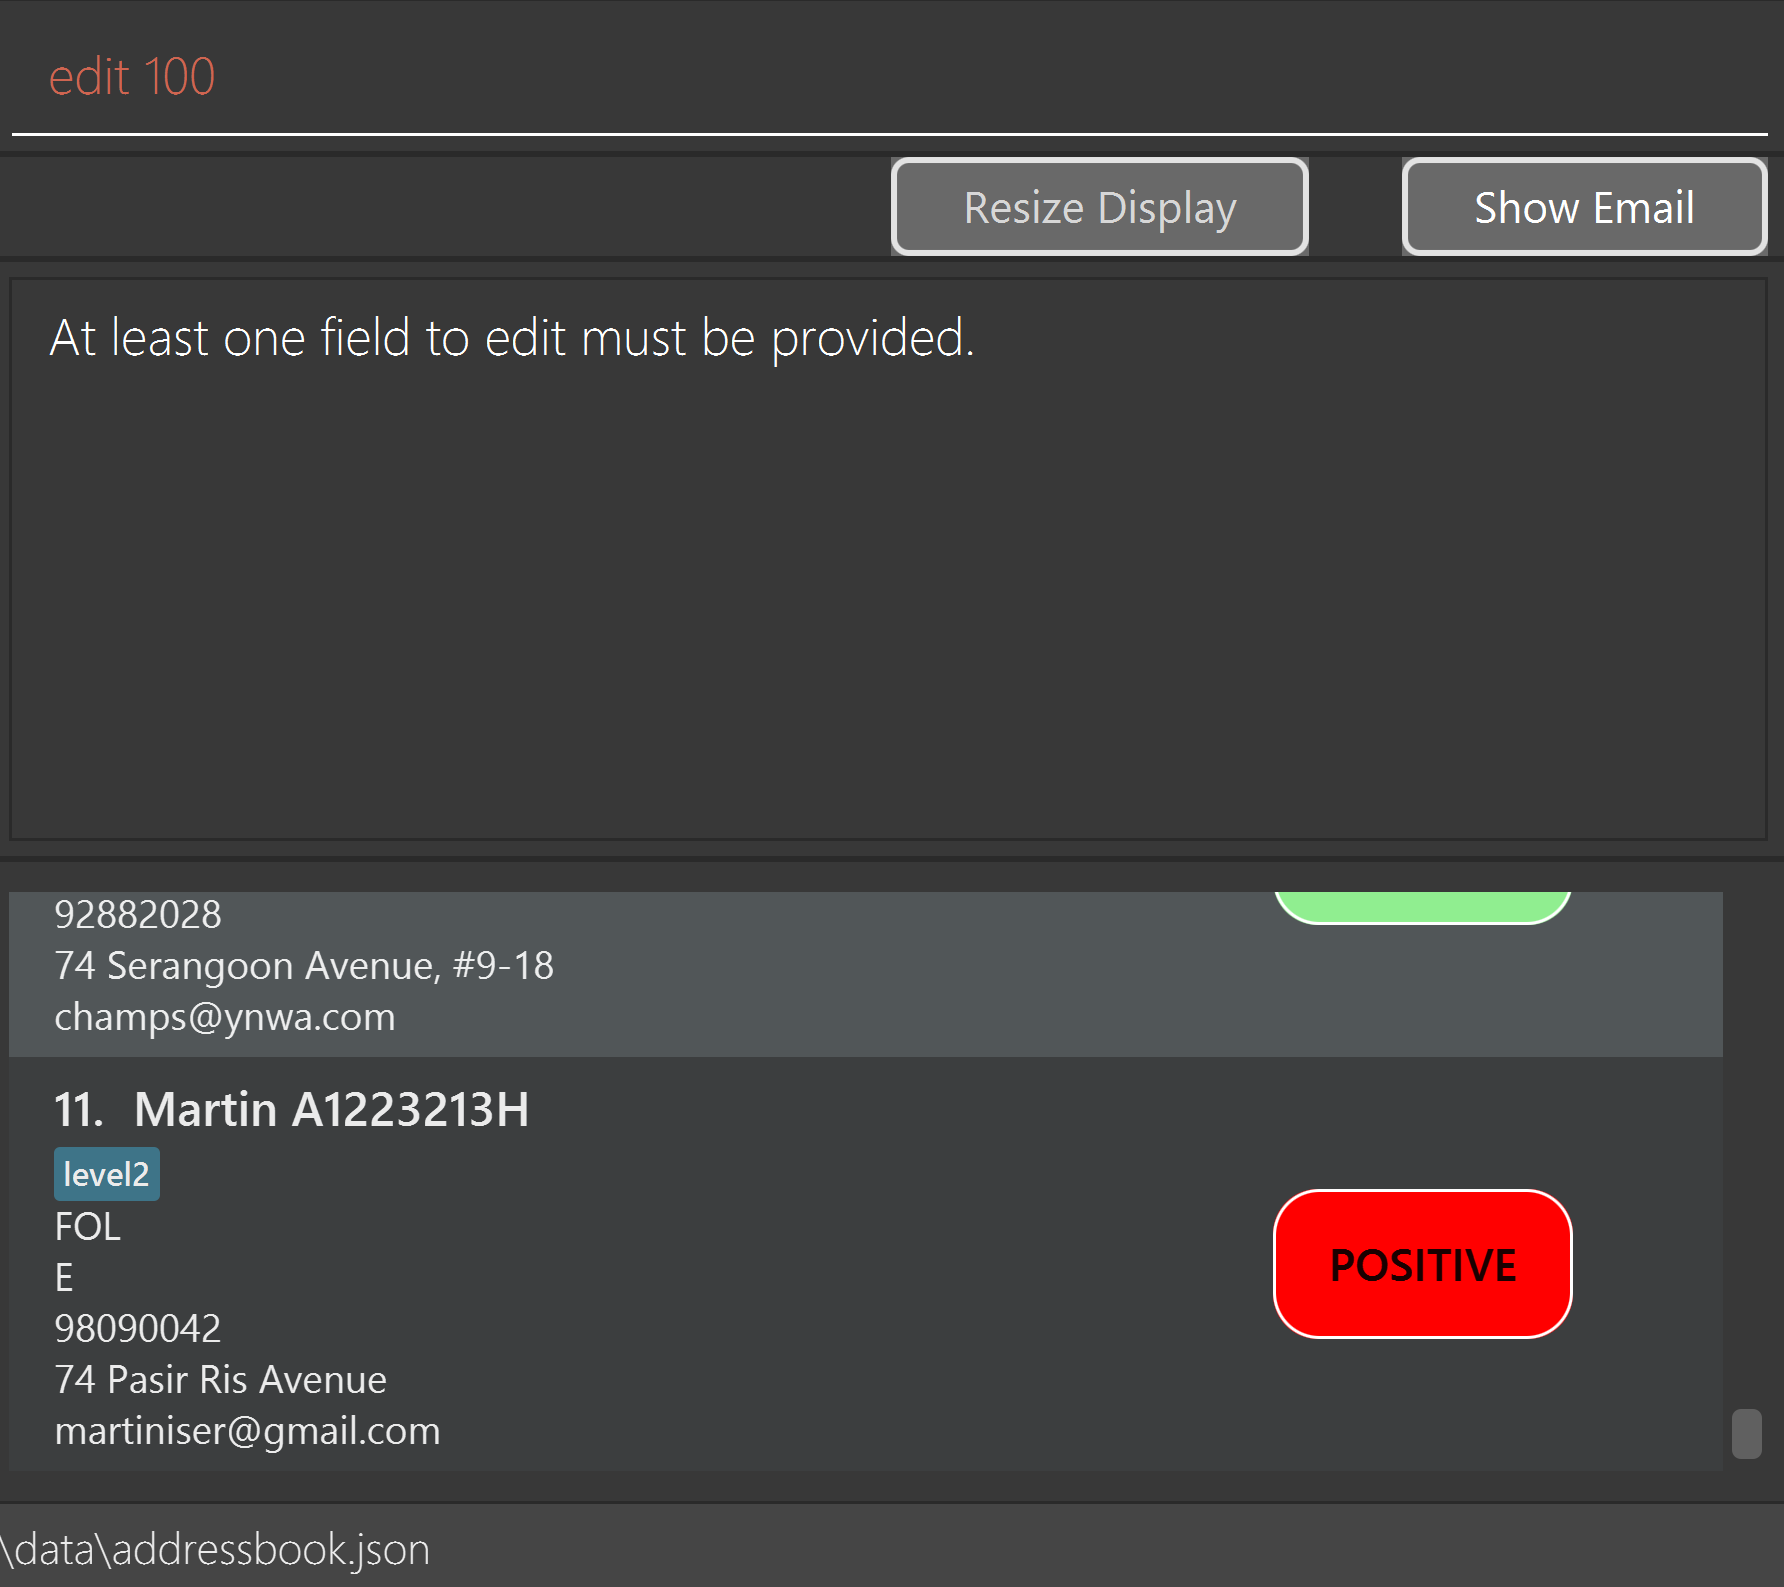 edit 100
Resize Display
Show Email
At least one field to edit must be provided.
92882028
74 Serangoon Avenue, #9-18
champs@ynwa.com
11. Martin A1223213H
level2
FOL
E
98090042
74 Pasir Ris Avenue
martiniser@gmail.com
POSITIVE
\data\addressbook.json